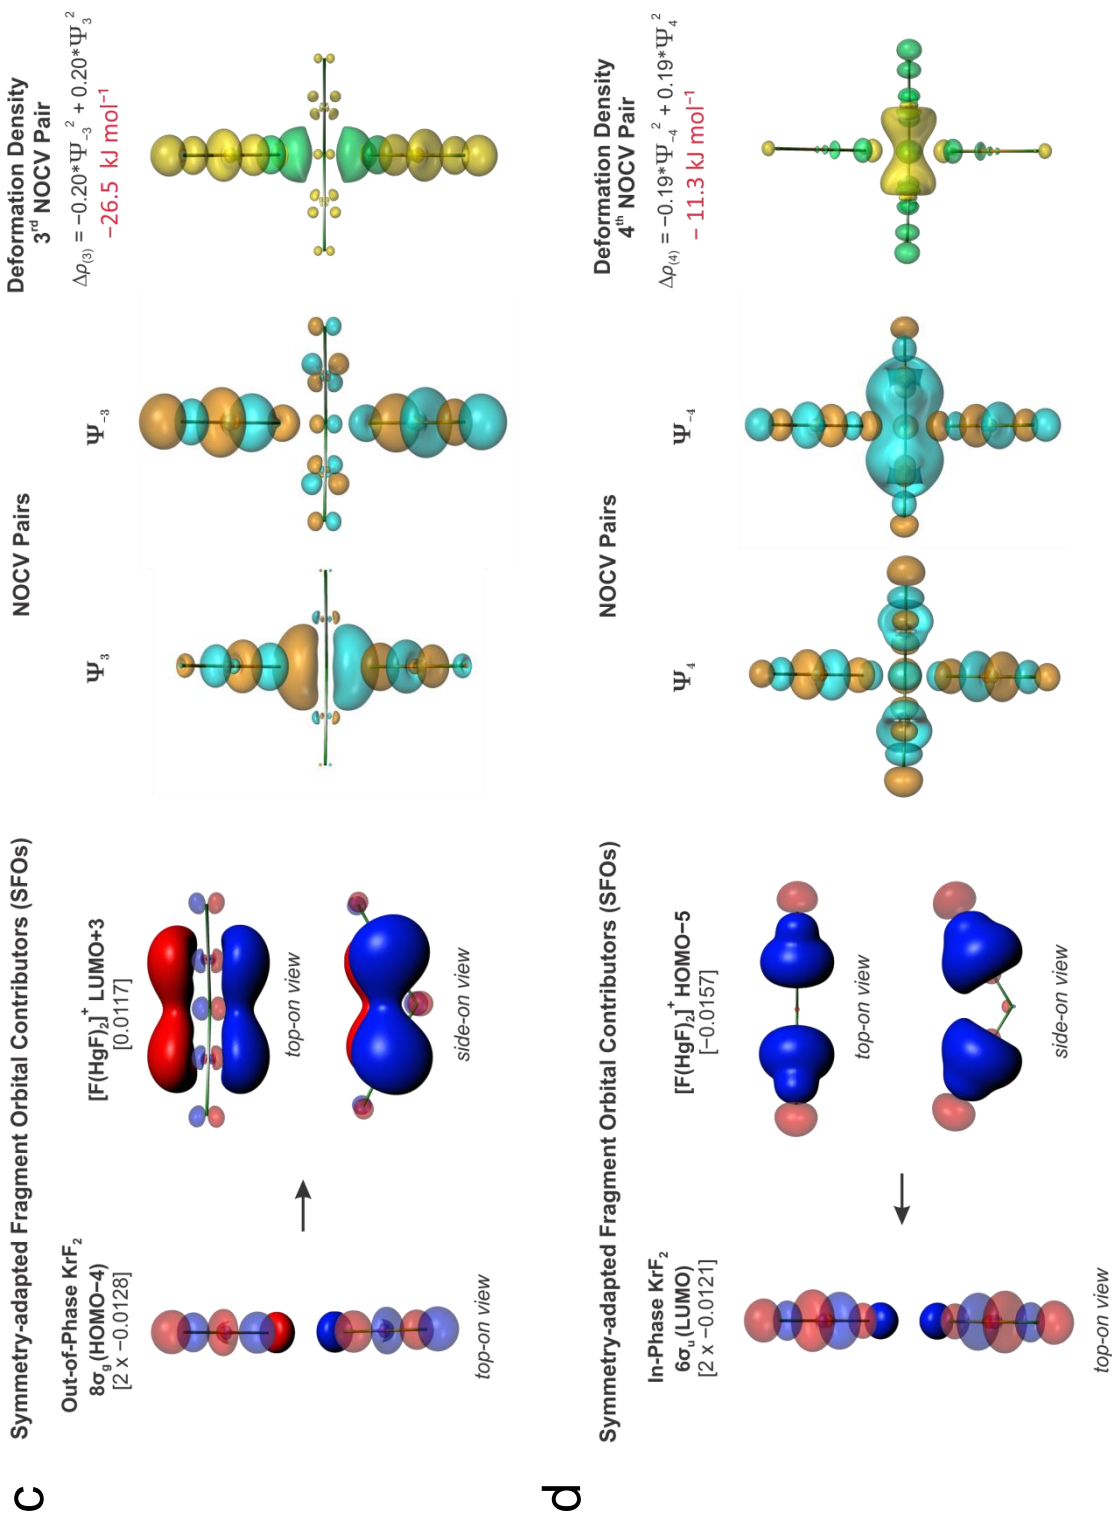 c
Symmetry-adapted Fragment Orbital Contributors (SFOs)
NOCV Pairs
Deformation Density
3rd NOCV Pair
Out-of-Phase KrF2
8σg(HOMO−4)
[2 x −0.0128]
[F(HgF)2]+ LUMO+3
[0.0117]
Ψ3
Ψ−3
Δρ(3) = −0.20*Ψ−3² + 0.20*Ψ3²
−26.5 kJ mol−1
top-on view
side-on view
top-on view
d
Symmetry-adapted Fragment Orbital Contributors (SFOs)
NOCV Pairs
Deformation Density
4th NOCV Pair
In-Phase KrF2
6σu(LUMO)
[2 x −0.0121]
[F(HgF)2]+ HOMO−5
[−0.0157]
Ψ4
Ψ−4
Δρ(4) = −0.19*Ψ−4² + 0.19*Ψ4²
− 11.3 kJ mol−1
top-on view
side-on view
top-on view